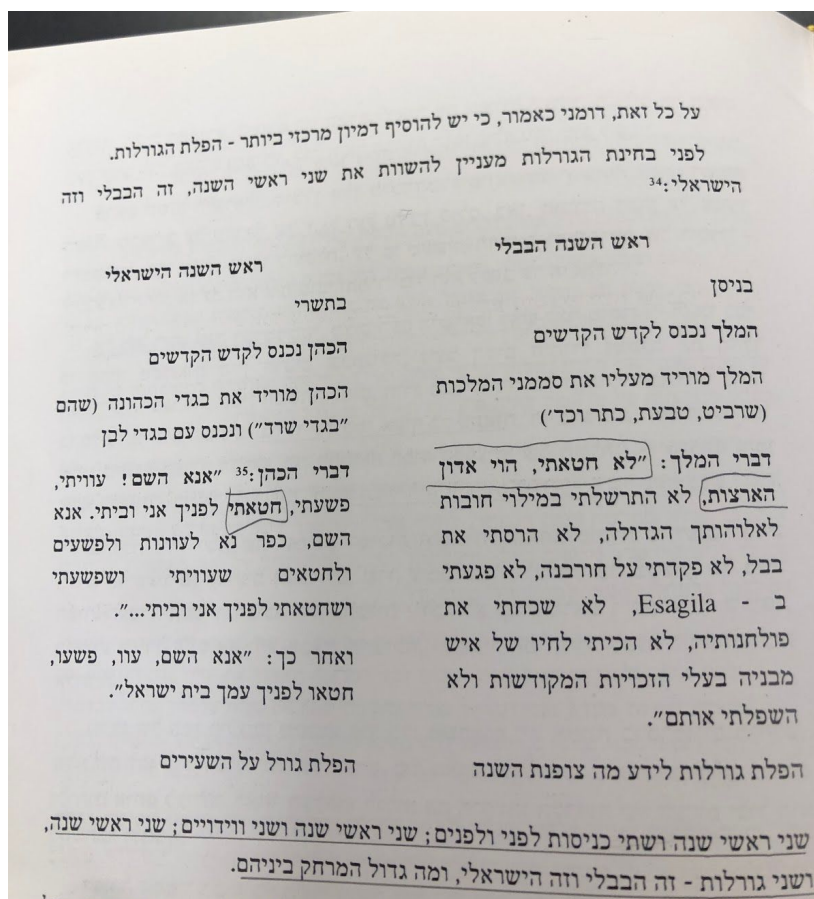 על כל זאת, דומני כאמור, כי יש להוסיף דמיון מרכזי ביותר - הפלת הגורלות.
לפני בחינת הגורלות מעניין להשוות את שני ראשי השנה, זה הבבלי וזה
הישראלי:34
ראש השנה הבבלי
בניסן
המלך נכנס לקדש הקדשים
המלך מוריד מעליו את סממני המלכות
(שרביט, טבעת, כתר וכד')
דברי המלך: "לא חטאתי, הוי אדון
הארצות, לא התרשלתי במילוי חובות
לאלוהותך הגדולה, לא הרסתי את
בבל, לא פקדתי על חורבנה, לא פגעתי
ב - Esagila, לא שכחתי את
פולחנותיה, לא הכיתי לחיו של איש
מבניה בעלי הזכויות המקודשות ולא
השפלתי אותם".
הפלת גורלות לידע מה צופנת השנה
ראש השנה הישראלי
בתשרי
הכהן נכנס לקדש הקדשים
הכהן מוריד את בגדי הכהונה (שהם
"בגדי שרד") ונכנס עם בגדי לבן
דברי הכהן:35 "אנא השם! עוויתי,
פשעתי, חטאתי לפניך אני וביתי. אנא
השם, כפר נא לעוונות ולפשעים
ולחטאים שעוויתי ושפשעתי
ושחטאתי לפניך אני וביתי...".
ואחר כך: "אנא השם, עוו, פשעו,
חטאו לפניך עמך בית ישראל".
הפלת גורל על השעירים
שני ראשי שנה ושתי כניסות לפני ולפנים; שני ראשי שנה ושני ווידויים; שני ראשי שנה,
ושני גורלות - זה הבבלי וזה הישראלי, ומה גדול המרחק ביניהם.